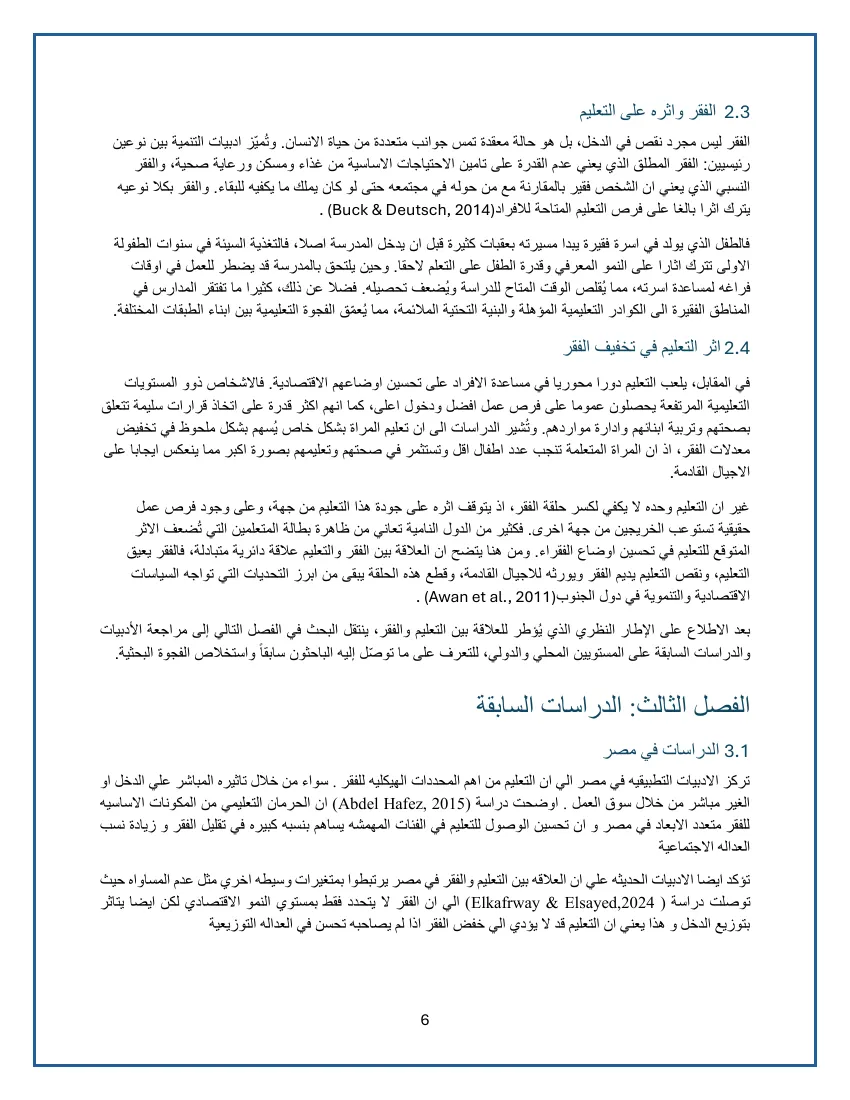 2.3 الفقر واثره على التعليم
الفقر ليس مجرد نقص في الدخل، بل هو حالة معقدة تمس جوانب متعددة من حياة الانسان. وتُميّز ادبيات التنمية بين نوعين
رئيسيين: الفقر المطلق الذي يعني عدم القدرة على تامين الاحتياجات الاساسية من غذاء ومسكن ورعاية صحية، والفقر
النسبي الذي يعني ان الشخص فقير بالمقارنة مع من حوله في مجتمعه حتى لو كان يملك ما يكفيه للبقاء. والفقر بكلا نوعيه
يترك اثرا بالغا على فرص التعليم المتاحة للافراد(Buck & Deutsch, 2014) .
فالطفل الذي يولد في اسرة فقيرة يبدا مسيرته بعقبات كثيرة قبل ان يدخل المدرسة اصلا، فالتغذية السيئة في سنوات الطفولة
الاولى تترك اثارا على النمو المعرفي وقدرة الطفل على التعلم لاحقا. وحين يلتحق بالمدرسة قد يضطر للعمل في اوقات
فراغه لمساعدة اسرته، مما يُقلص الوقت المتاح للدراسة ويُضعف تحصيله. فضلا عن ذلك، كثيرا ما تفتقر المدارس في
المناطق الفقيرة الى الكوادر التعليمية المؤهلة والبنية التحتية الملائمة، مما يُعمّق الفجوة التعليمية بين ابناء الطبقات المختلفة.
2.4 اثر التعليم في تخفيف الفقر
في المقابل، يلعب التعليم دورا محوريا في مساعدة الافراد على تحسين اوضاعهم الاقتصادية. فالاشخاص ذوو المستويات
التعليمية المرتفعة يحصلون عموما على فرص عمل افضل ودخول اعلى، كما انهم اكثر قدرة على اتخاذ قرارات سليمة تتعلق
بصحتهم وتربية ابنائهم وادارة مواردهم. وتُشير الدراسات الى ان تعليم المراة بشكل خاص يُسهم بشكل ملحوظ في تخفيض
معدلات الفقر، اذ ان المراة المتعلمة تنجب عدد اطفال اقل وتستثمر في صحتهم وتعليمهم بصورة اكبر مما ينعكس ايجابا على
الاجيال القادمة.
غير ان التعليم وحده لا يكفي لكسر حلقة الفقر، اذ يتوقف اثره على جودة هذا التعليم من جهة، وعلى وجود فرص عمل
حقيقية تستوعب الخريجين من جهة اخرى. فكثير من الدول النامية تعاني من ظاهرة بطالة المتعلمين التي تُضعف الاثر
المتوقع للتعليم في تحسين اوضاع الفقراء. ومن هنا يتضح ان العلاقة بين الفقر والتعليم علاقة دائرية متبادلة، فالفقر يعيق
التعليم، ونقص التعليم يديم الفقر ويورثه للاجيال القادمة، وقطع هذه الحلقة يبقى من ابرز التحديات التي تواجه السياسات
الاقتصادية والتنموية في دول الجنوب(Awan et al., 2011) .
بعد الاطلاع على الإطار النظري الذي يُؤطر للعلاقة بين التعليم والفقر، ينتقل البحث في الفصل التالي إلى مراجعة الأدبيات
والدراسات السابقة على المستويين المحلي والدولي، للتعرف على ما توصّل إليه الباحثون سابقاً واستخلاص الفجوة البحثية.
الفصل الثالث: الدراسات السابقة
3.1 الدراسات في مصر
تركز الادبيات التطبيقيه في مصر الي ان التعليم من اهم المحددات الهيكليه للفقر . سواء من خلال تاثيره المباشر علي الدخل او
الغير مباشر من خلال سوق العمل . اوضحت دراسة (Abdel Hafez, 2015) ان الحرمان التعليمي من المكونات الاساسيه
للفقر متعدد الابعاد في مصر و ان تحسين الوصول للتعليم في الفئات المهمشه يساهم بنسبه كبيره في تقليل الفقر و زيادة نسب
العداله الاجتماعية
تؤكد ايضا الادبيات الحديثه علي ان العلاقه بين التعليم والفقر في مصر يرتبطوا بمتغيرات وسيطه اخري مثل عدم المساواه حيث
توصلت دراسة ( Elkafrway & Elsayed,2024) الي ان الفقر لا يتحدد فقط بمستوي النمو الاقتصادي لكن ايضا يتاثر
بتوزيع الدخل و هذا يعني ان التعليم قد لا يؤدي الي خفض الفقر اذا لم يصاحبه تحسن في العداله التوزيعية
6